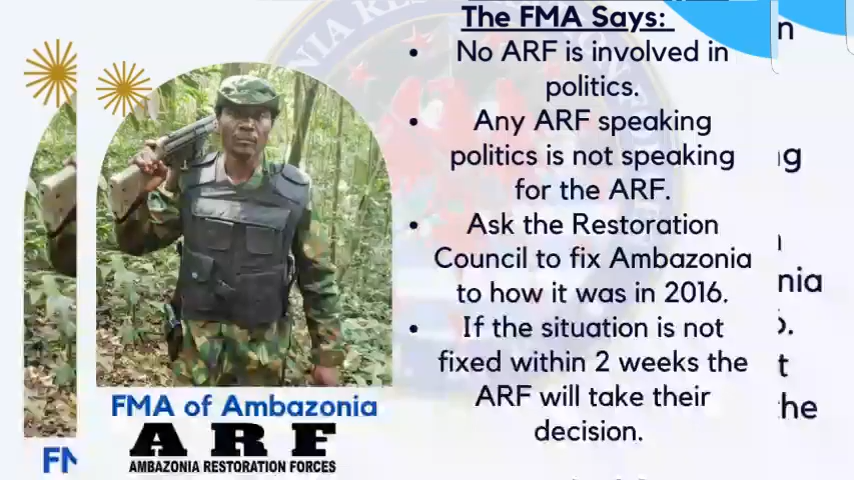 The FMA Says:
• No ARF is involved in
politics.
• Any ARF speaking
politics is not speaking
for the ARF.
• Ask the Restoration
Council to fix Ambazonia
to how it was in 2016.
• If the situation is not
fixed within 2 weeks the
ARF will take their
decision.
FMA of Ambazonia
ARF
AMBAZONIA RESTORATION FORCES